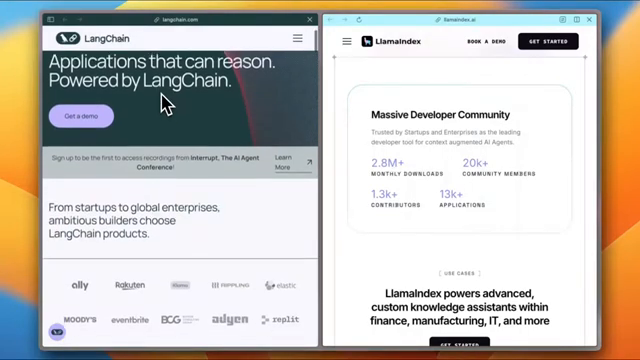 langchain.com
LangChain
Applications that can reason.
Powered by LangChain.
Get a demo
Sign up to be the first to access recordings from Interrupt, The AI Agent
Conference!
Learn
More
From startups to global enterprises,
ambitious builders choose
LangChain products.
ally
Rakuten
Klarna
RIPPLING
elastic
MOODY'S
eventbrite
BCG
adyen
replit
llamaindex.ai
LlamaIndex
BOOK A DEMO
GET STARTED
Massive Developer Community
Trusted by Startups and Enterprises as the leading
developer tool for context augmented AI Agents.
2.8M+
20k+
MONTHLY DOWNLOADS
COMMUNITY MEMBERS
1.3k+
13k+
CONTRIBUTORS
APPLICATIONS
USE CASES
LlamaIndex powers advanced,
custom knowledge assistants within
finance, manufacturing, IT, and more
GET STARTED